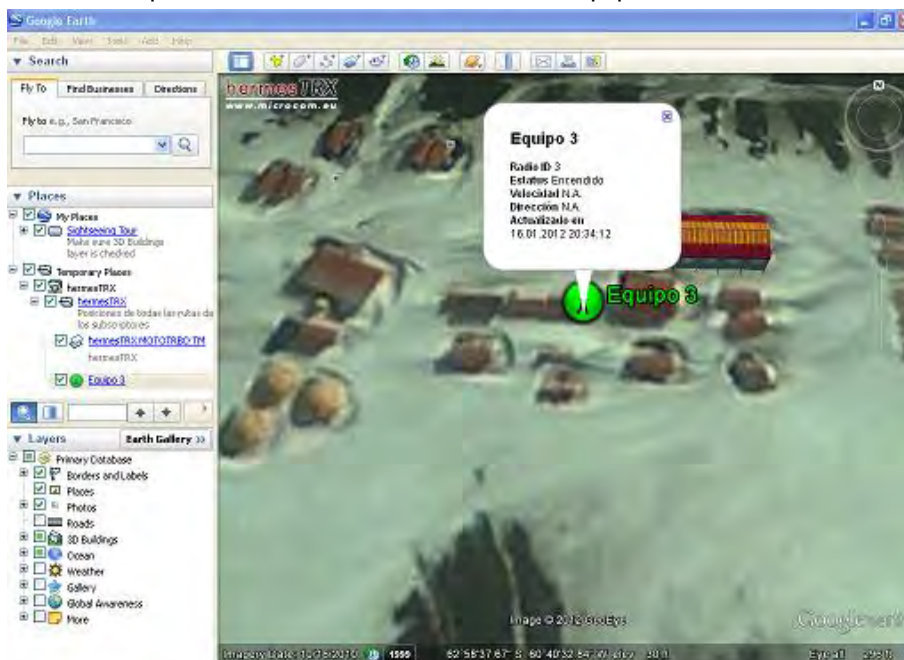 Google Earth
File Edit View Tools Add Help
Search
Fly To
Find Businesses
Directions
Fly to e.g., San Francisco
Places
My Places
Sightseeing Tour
Make sure 3D Buildings
layer is checked
Temporary Places
hermesTRX
hermesTRX
Posiciones de todas las rutas de
los subscriptores
hermesTRX MOTOTRBO TM
hermesTRX
Equipo 3
Layers
Earth Gallery >>
Primary Database
Borders and Labels
Places
Photos
Roads
3D Buildings
Ocean
Weather
Gallery
Global Awareness
More
hermesTRX
www.microcom.eu
Equipo 3
Radio ID 3
Estatus Encendido
Velocidad N.A.
Dirección N.A.
Actualizado en
16.01.2012 20:34:12
Equipo 3
N
Image © 2012 GeoEye
Google earth
1999
Eye alt